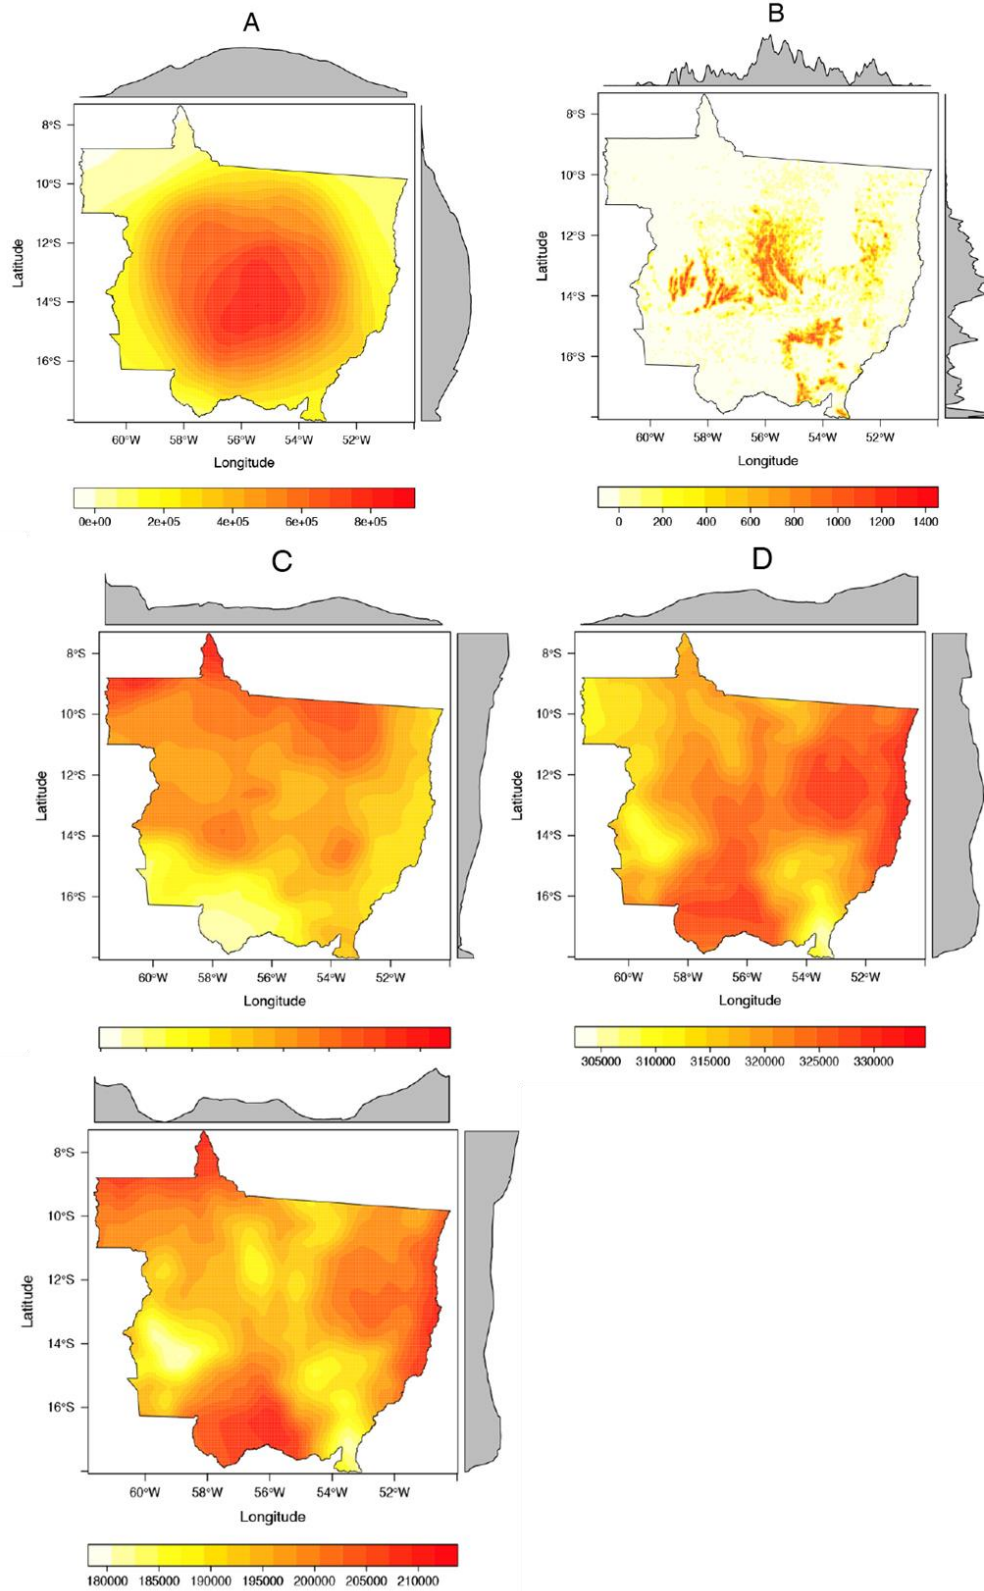 A
8°S
10°S
12°S
14°S
16°S
Latitude
60°W 58°W 56°W 54°W 52°W
Longitude
0e+00 2e+05 4e+05 6e+05 8e+05
B
8°S
10°S
12°S
14°S
16°S
Latitude
60°W 58°W 56°W 54°W 52°W
Longitude
0 200 400 600 800 1000 1200 1400
C
8°S
10°S
12°S
14°S
16°S
Latitude
60°W 58°W 56°W 54°W 52°W
Longitude
D
8°S
10°S
12°S
14°S
16°S
Latitude
60°W 58°W 56°W 54°W 52°W
Longitude
305000 310000 315000 320000 325000 330000
8°S
10°S
12°S
14°S
16°S
Latitude
60°W 58°W 56°W 54°W 52°W
Longitude
180000 185000 190000 195000 200000 205000 210000